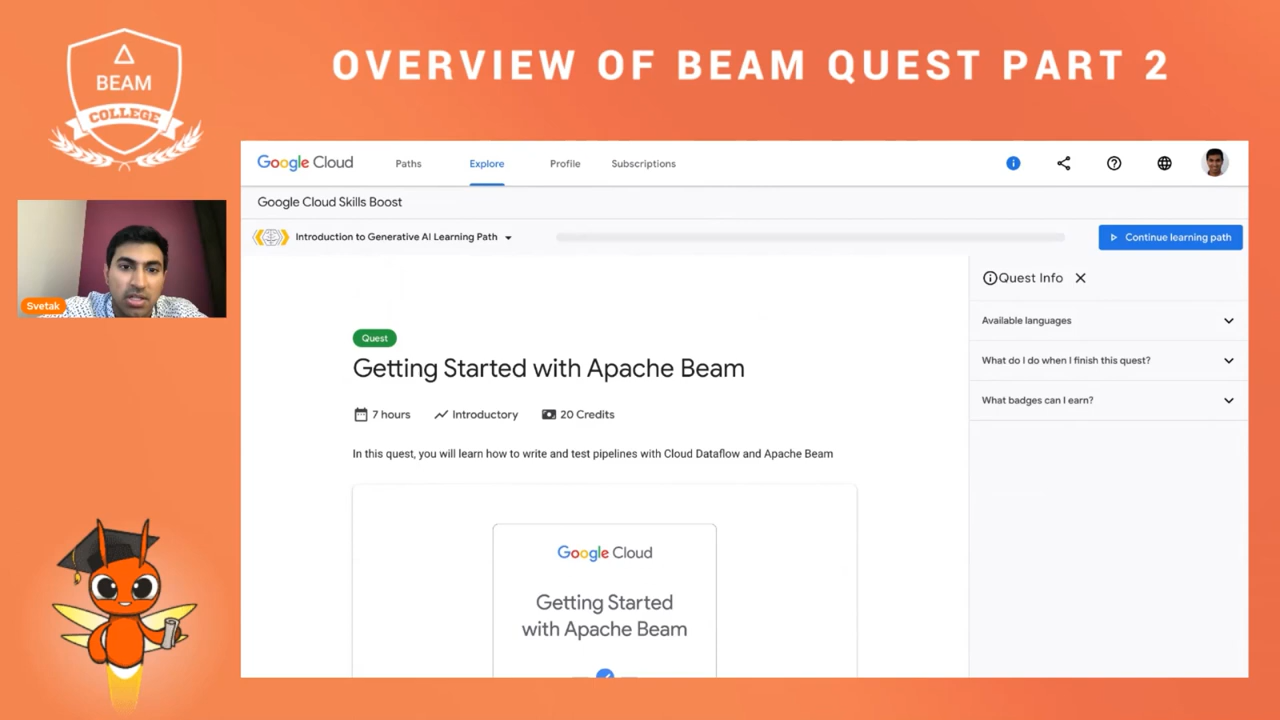 OVERVIEW OF BEAM QUEST PART 2
BEAM
COLLEGE
Svetak
Google Cloud Paths Explore Profile Subscriptions
Google Cloud Skills Boost
Introduction to Generative AI Learning Path
Continue learning path
Quest Info
Available languages
What do I do when I finish this quest?
What badges can I earn?
Quest
Getting Started with Apache Beam
7 hours Introductory 20 Credits
In this quest, you will learn how to write and test pipelines with Cloud Dataflow and Apache Beam
Google Cloud
Getting Started
with Apache Beam